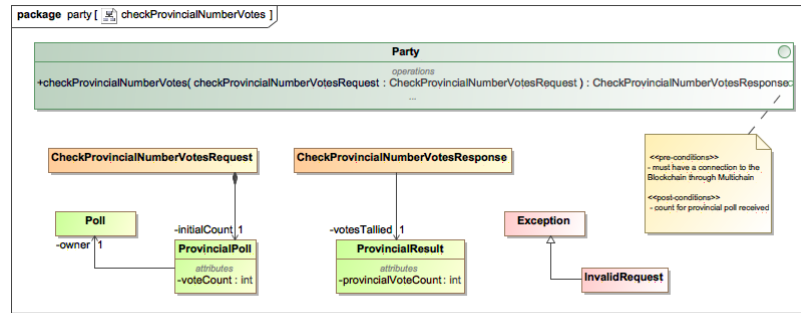 package party [ checkProvincialNumberVotes ]
Party
operations
+checkProvincialNumberVotes( checkProvincialNumberVotesRequest : CheckProvincialNumberVotesRequest ) : CheckProvincialNumberVotesResponse
...
CheckProvincialNumberVotesRequest
CheckProvincialNumberVotesResponse
<<pre-conditions>>
- must have a connection to the
Blockchain through Multichain
<<post-conditions>>
- count for provincial poll received
Poll
-owner 1
-initialCount 1
ProvincialPoll
attributes
-voteCount : int
-votesTallied 1
ProvincialResult
attributes
-provincialVoteCount : int
Exception
InvalidRequest